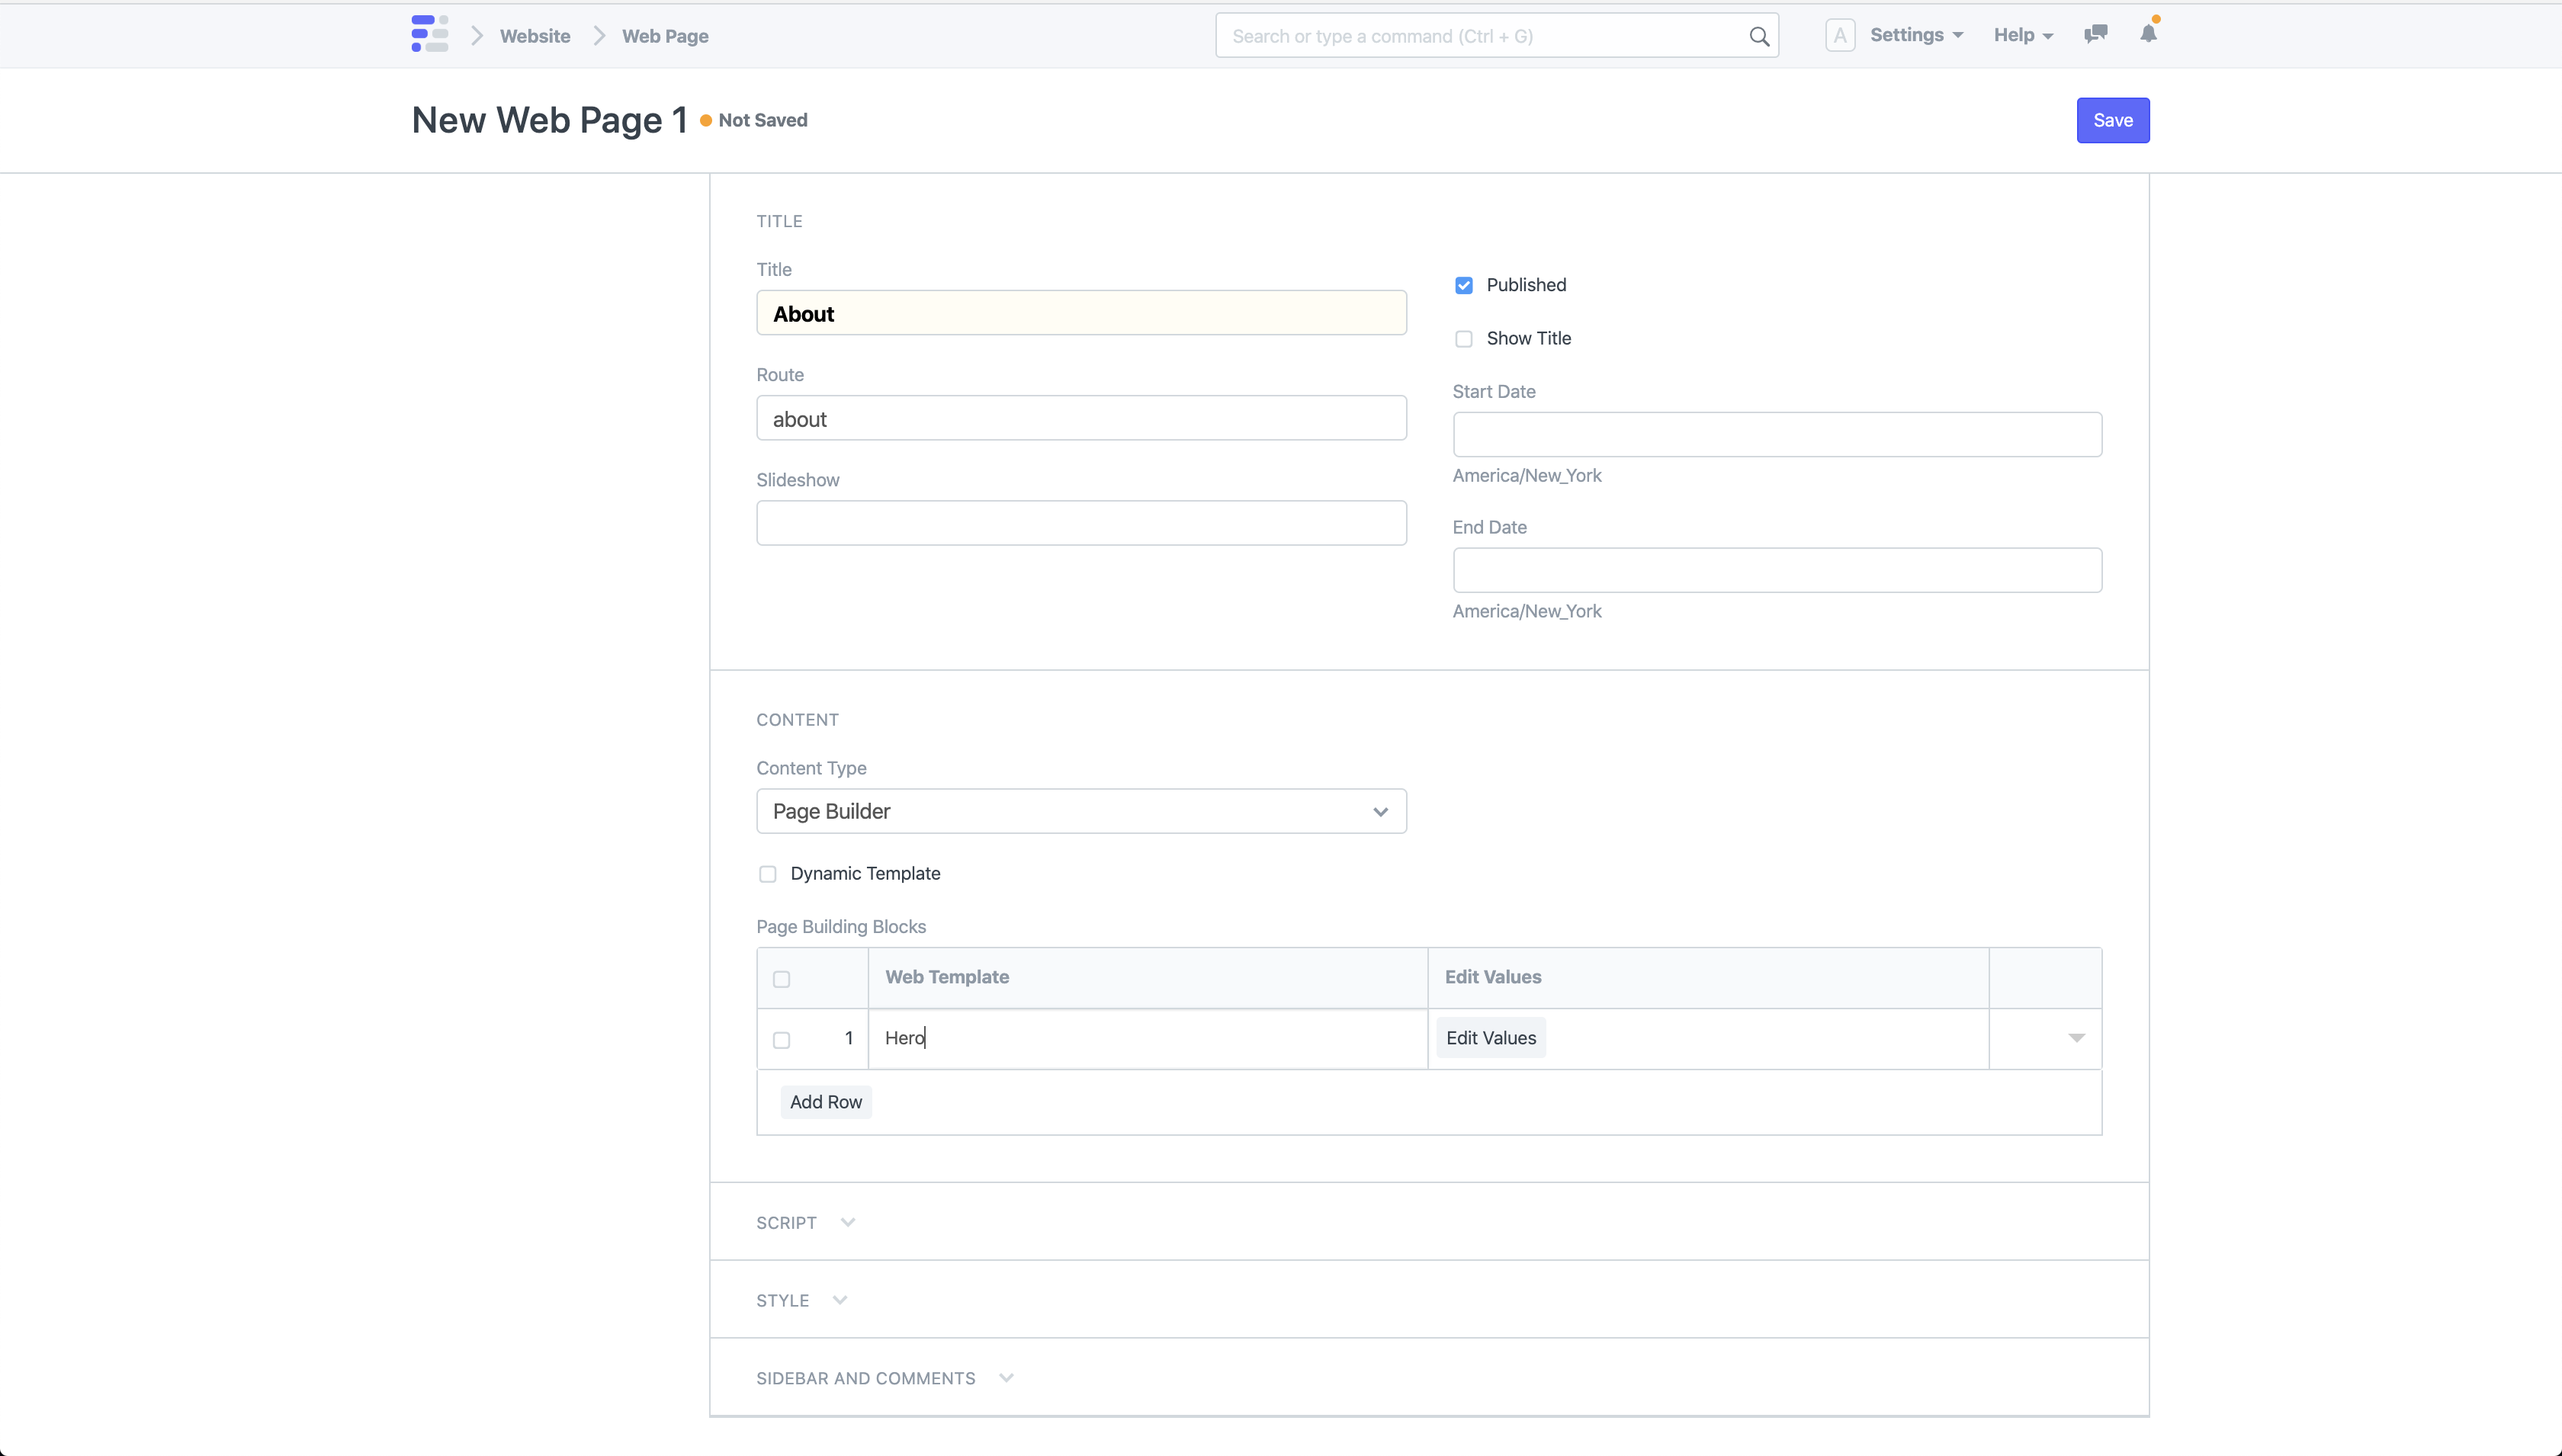 Website
Web Page
Search or type a command (Ctrl + G)
A
Settings
Help
New Web Page 1
Not Saved
Save
TITLE
Title
About
Route
about
Slideshow
Published
Show Title
Start Date
America/New_York
End Date
America/New_York
CONTENT
Content Type
Page Builder
Dynamic Template
Page Building Blocks
Web Template
Edit Values
1
Hero
Edit Values
Add Row
SCRIPT
STYLE
SIDEBAR AND COMMENTS